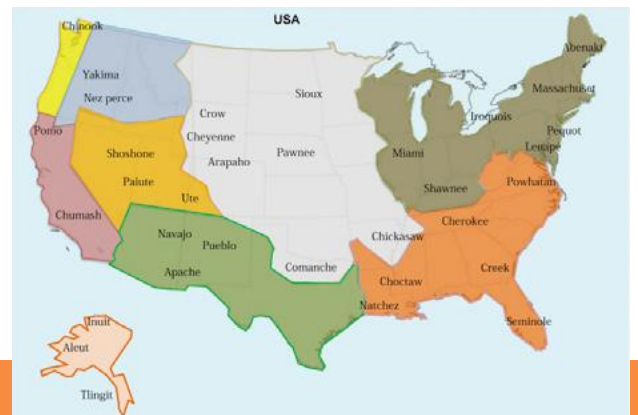 USA
Chinook
Abenaki
Yakima
Massachuset
Sioux
Nez perce
Crow
Iroquois
Pomo
Cheyenne
Pequot
Shoshone
Pawnee
Miami
Lenape
Arapaho
Paiute
Shawnee
Powhatan
Ute
Chumash
Cherokee
Navajo
Chickasaw
Pueblo
Apache
Comanche
Creek
Choctaw
Natchez
Inuit
Seminole
Aleut
Tlingit